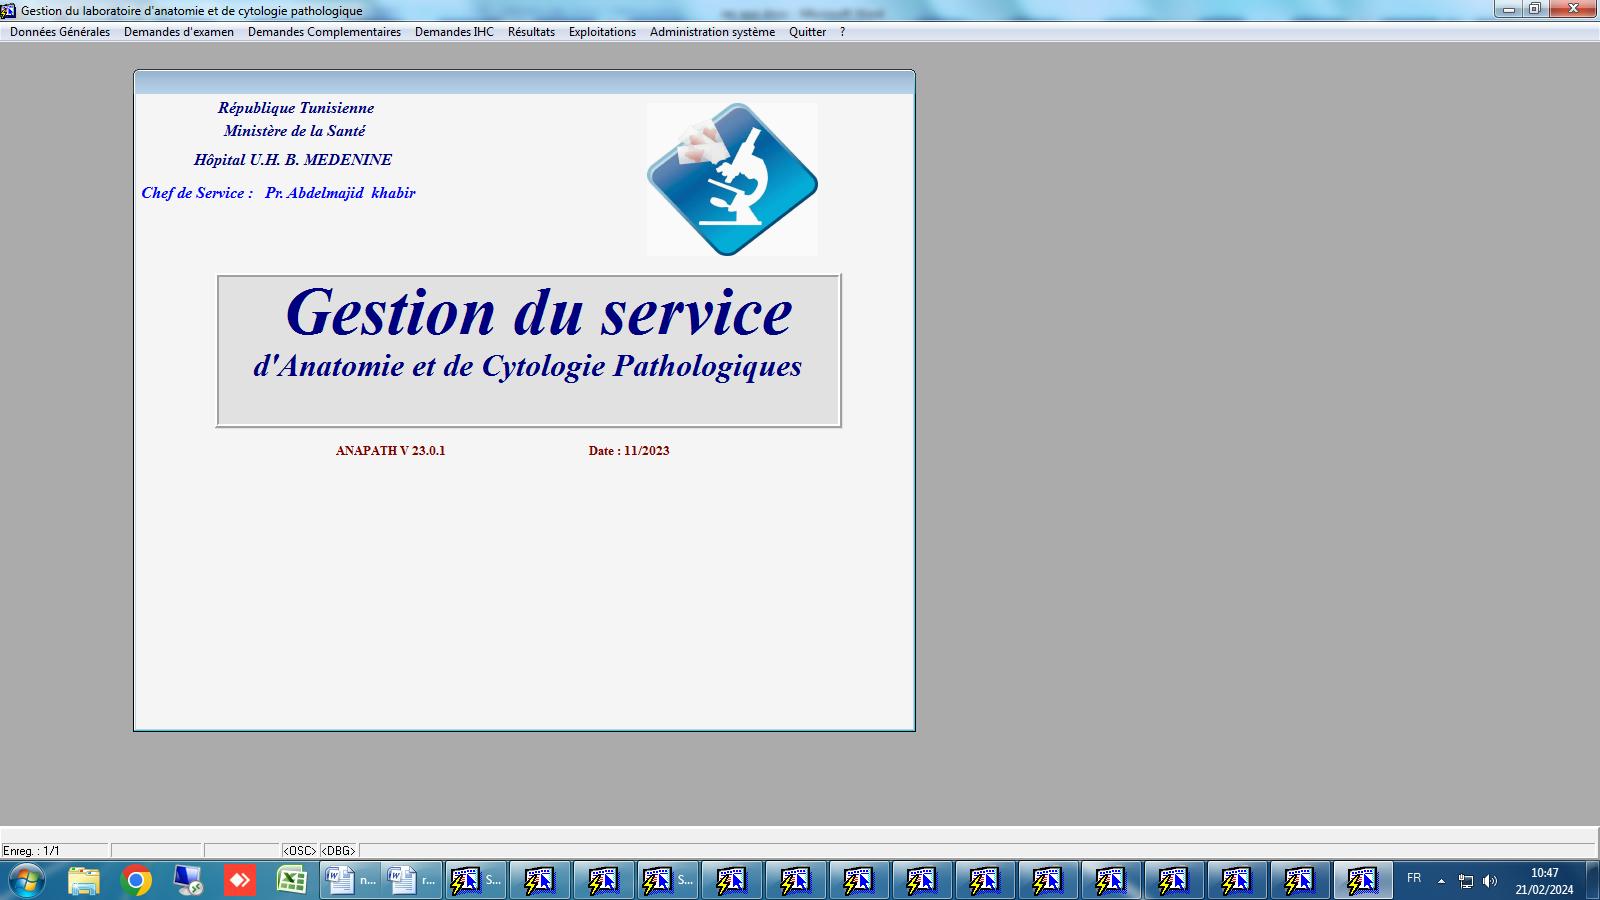 Gestion du laboratoire d'anatomie et de cytologie pathologique
Données Générales Demandes d'examen Demandes Complementaires Demandes IHC Résultats Exploitations Administration système Quitter ?
République Tunisienne
Ministère de la Santé
Hôpital U.H. B. MEDENINE
Chef de Service : Pr. Abdelmajid khabir
Gestion du service
d'Anatomie et de Cytologie Pathologiques
ANAPATH V 23.0.1 Date : 11/2023
Enreg. : 1/1 <OSC> <DBG>
n... r... S... S... FR 10:47
21/02/2024